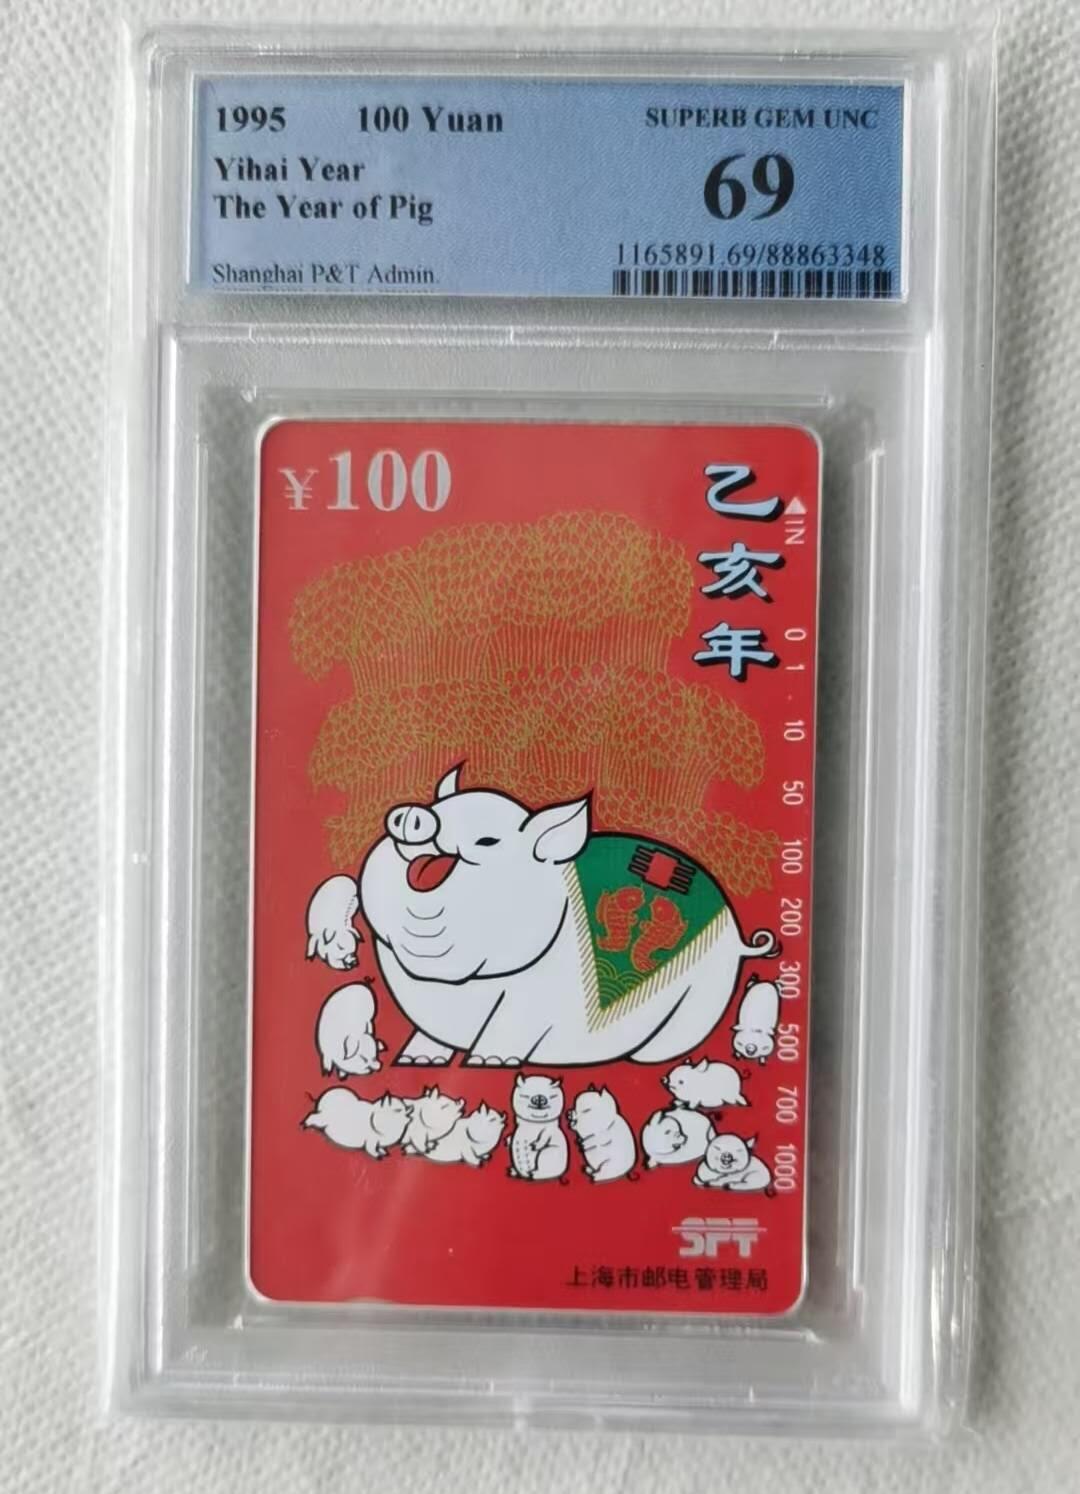 1995 100 Yuan
SUPERB GEM UNC
Yihai Year
69
The Year of Pig
1165891.69/88863348
Shanghai P&T Admin.
¥100
乙亥年
IN
0
1
10
50
100
200
300
500
700
1000
SPT
上海市邮电管理局